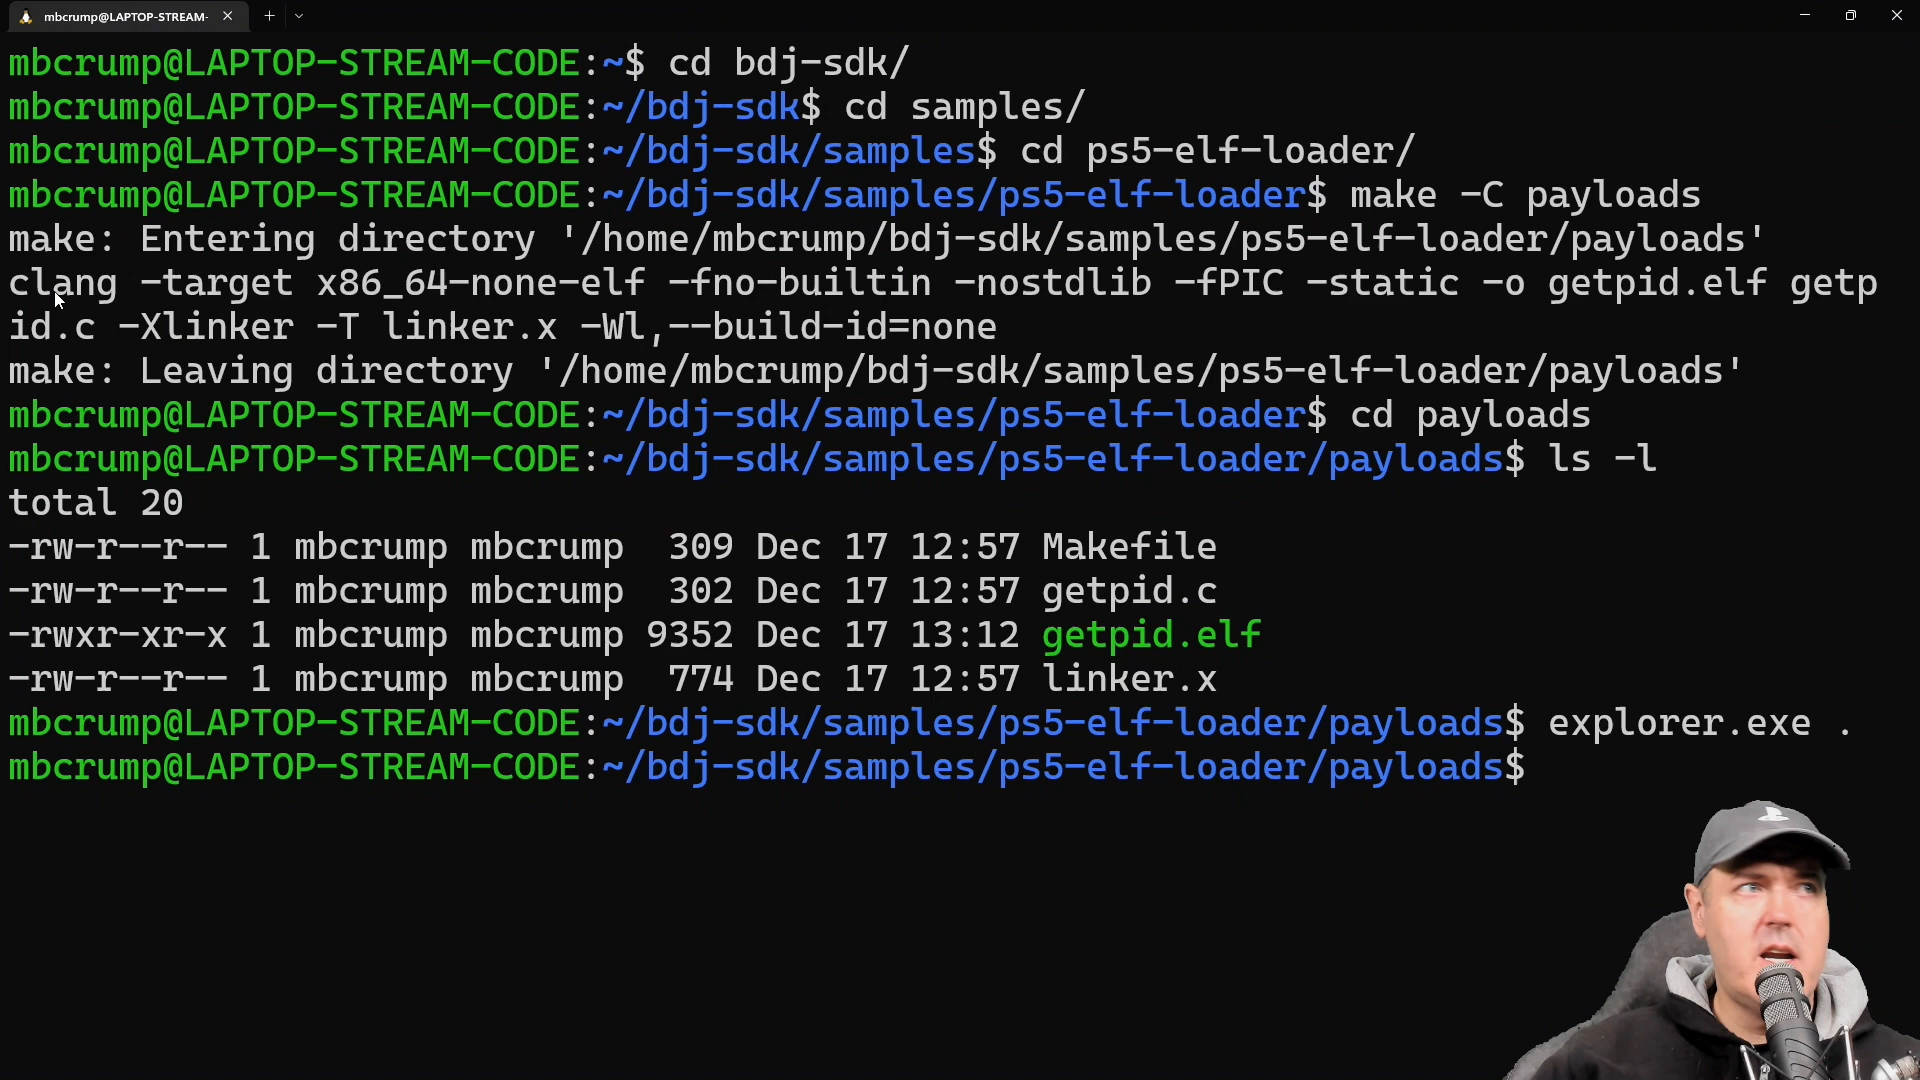 mbcrump@LAPTOP-STREAM-
mbcrump@LAPTOP-STREAM-CODE:~$ cd bdj-sdk/
mbcrump@LAPTOP-STREAM-CODE:~/bdj-sdk$ cd samples/
mbcrump@LAPTOP-STREAM-CODE:~/bdj-sdk/samples$ cd ps5-elf-loader/
mbcrump@LAPTOP-STREAM-CODE:~/bdj-sdk/samples/ps5-elf-loader$ make -C payloads
make: Entering directory '/home/mbcrump/bdj-sdk/samples/ps5-elf-loader/payloads'
clang -target x86_64-none-elf -fno-builtin -nostdlib -fPIC -static -o getpid.elf getp
id.c -Xlinker -T linker.x -Wl,--build-id=none
make: Leaving directory '/home/mbcrump/bdj-sdk/samples/ps5-elf-loader/payloads'
mbcrump@LAPTOP-STREAM-CODE:~/bdj-sdk/samples/ps5-elf-loader$ cd payloads
mbcrump@LAPTOP-STREAM-CODE:~/bdj-sdk/samples/ps5-elf-loader/payloads$ ls -l
total 20
-rw-r--r-- 1 mbcrump mbcrump  309 Dec 17 12:57 Makefile
-rw-r--r-- 1 mbcrump mbcrump  302 Dec 17 12:57 getpid.c
-rwxr-xr-x 1 mbcrump mbcrump 9352 Dec 17 13:12 getpid.elf
-rw-r--r-- 1 mbcrump mbcrump  774 Dec 17 12:57 linker.x
mbcrump@LAPTOP-STREAM-CODE:~/bdj-sdk/samples/ps5-elf-loader/payloads$ explorer.exe .
mbcrump@LAPTOP-STREAM-CODE:~/bdj-sdk/samples/ps5-elf-loader/payloads$